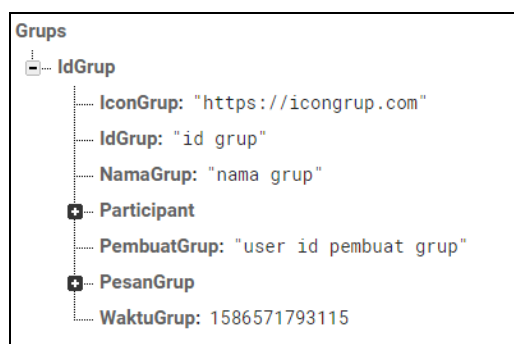 Grups
IdGrup
IconGrup: "https://icongrup.com"
IdGrup: "id grup"
NamaGrup: "nama grup"
Participant
PembuatGrup: "user id pembuat grup"
PesanGrup
WaktuGrup: 1586571793115